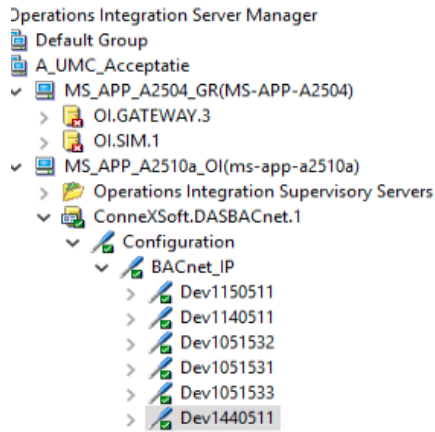 Operations Integration Server Manager
Default Group
A_UMC_Acceptatie
MS_APP_A2504_GR(MS-APP-A2504)
OI.GATEWAY.3
OI.SIM.1
MS_APP_A2510a_OI(ms-app-a2510a)
Operations Integration Supervisory Servers
ConneXSoft.DASBACnet.1
Configuration
BACnet_IP
Dev1150511
Dev1140511
Dev1051532
Dev1051531
Dev1051533
Dev1440511